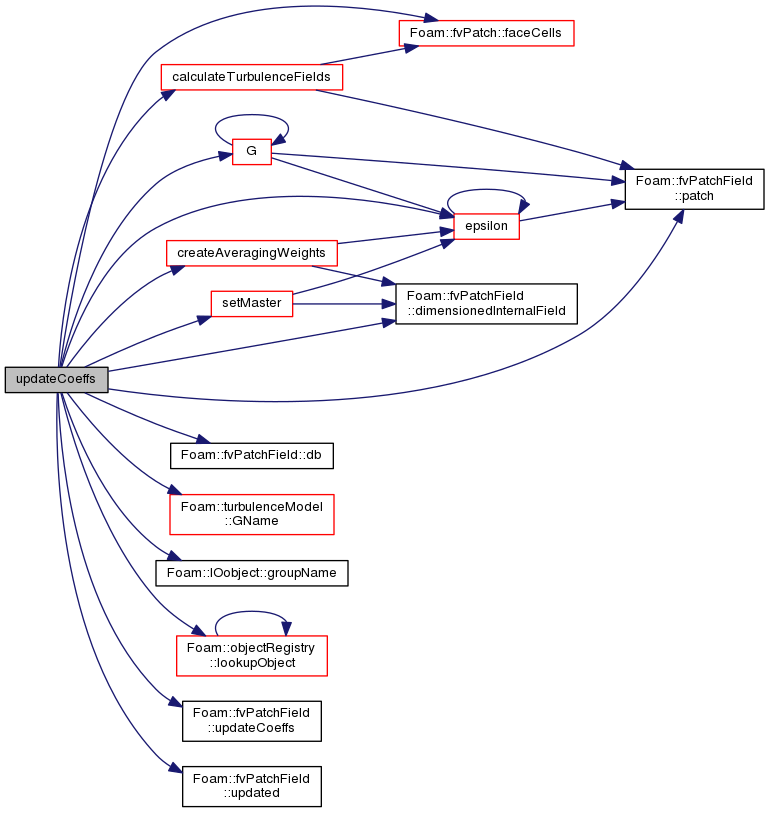 Foam::fvPatch::faceCells
calculateTurbulenceFields
G
Foam::fvPatchField
::patch
epsilon
createAveragingWeights
setMaster
Foam::fvPatchField
::dimensionedInternalField
updateCoeffs
Foam::fvPatchField::db
Foam::turbulenceModel
::GName
Foam::IOobject::groupName
Foam::objectRegistry
::lookupObject
Foam::fvPatchField
::updateCoeffs
Foam::fvPatchField
::updated